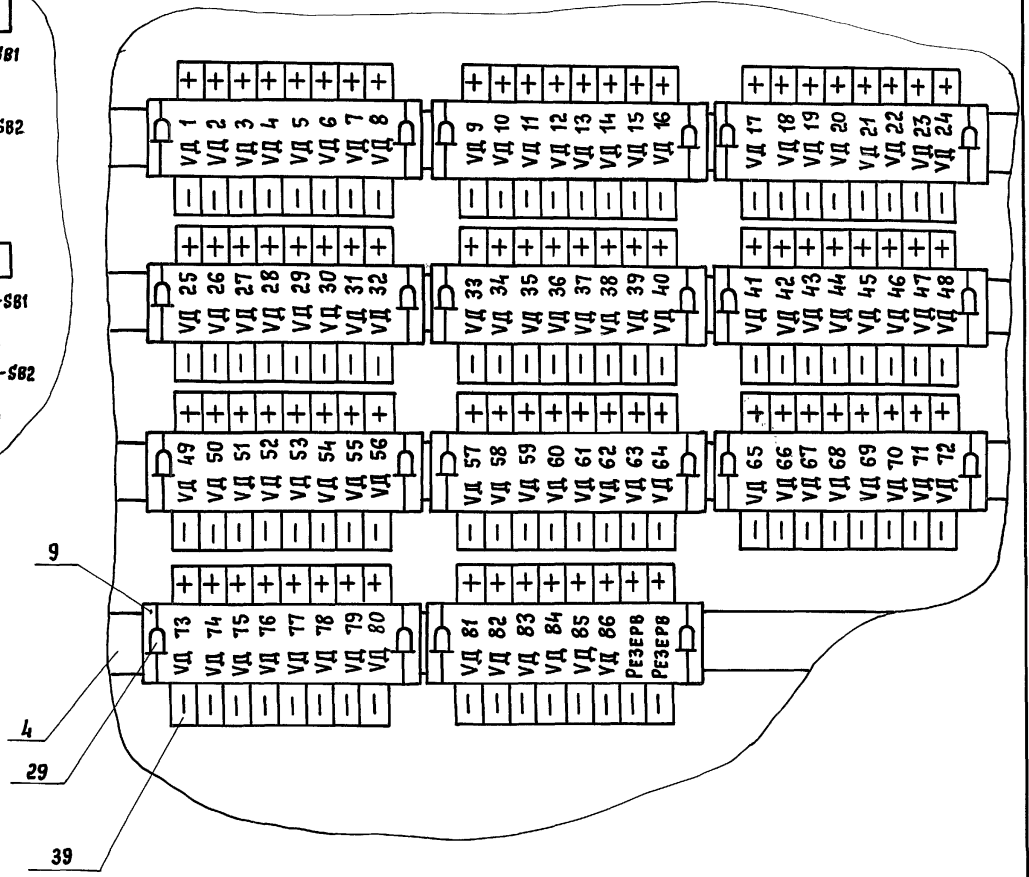 SB1
SB2
-SB1
-SB2
+ + + + + + + +
VД 1 VД 2 VД 3 VД 4 VД 5 VД 6 VД 7 VД 8
- - - - - - - -
+ + + + + + + +
VД 9 VД 10 VД 11 VД 12 VД 13 VД 14 VД 15 VД 16
- - - - - - - -
+ + + + + + + +
VД 17 VД 18 VД 19 VД 20 VД 21 VД 22 VД 23 VД 24
- - - - - - - -
+ + + + + + + +
VД 25 VД 26 VД 27 VД 28 VД 29 VД 30 VД 31 VД 32
- - - - - - - -
+ + + + + + + +
VД 33 VД 34 VД 35 VД 36 VД 37 VД 38 VД 39 VД 40
- - - - - - - -
+ + + + + + + +
VД 41 VД 42 VД 43 VД 44 VД 45 VД 46 VД 47 VД 48
- - - - - - - -
+ + + + + + + +
VД 49 VД 50 VД 51 VД 52 VД 53 VД 54 VД 55 VД 56
- - - - - - - -
+ + + + + + + +
VД 57 VД 58 VД 59 VД 60 VД 61 VД 62 VД 63 VД 64
- - - - - - - -
+ + + + + + + +
VД 65 VД 66 VД 67 VД 68 VД 69 VД 70 VД 71 VД 72
- - - - - - - -
+ + + + + + + +
VД 73 VД 74 VД 75 VД 76 VД 77 VД 78 VД 79 VД 80
- - - - - - - -
+ + + + + + + +
VД 81 VД 82 VД 83 VД 84 VД 85 VД 86 РЕЗЕРВ РЕЗЕРВ
- - - - - - - -
9
4
29
39